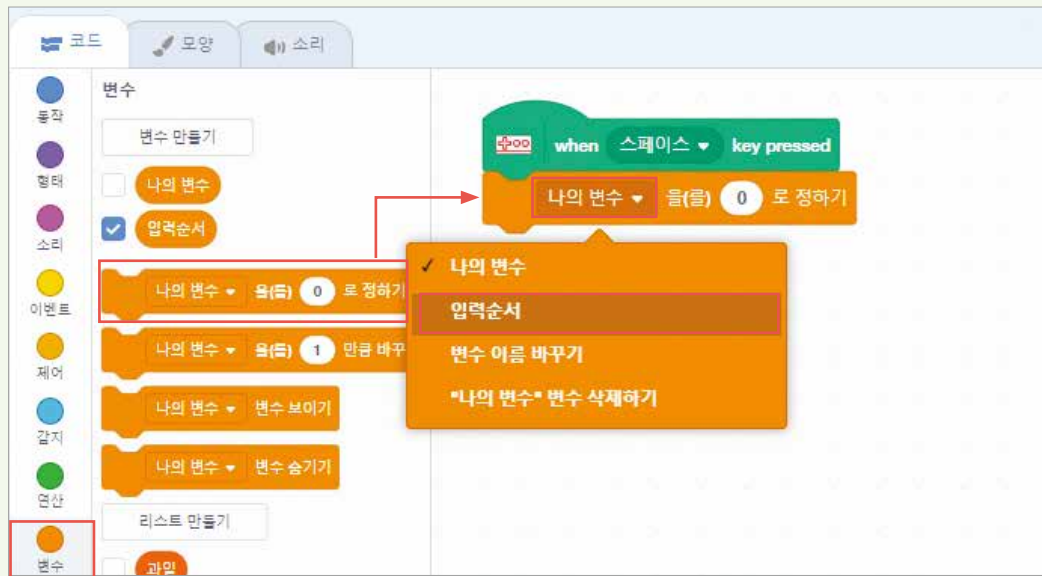 코드
모양
소리
동작
형태
소리
이벤트
제어
감지
연산
변수
변수
변수 만들기
나의 변수
입력순서
나의 변수 을(를) 0 로 정하기
나의 변수 을(를) 1 만큼 바꾸
나의 변수 변수 보이기
나의 변수 변수 숨기기
리스트 만들기
과일
when 스페이스 key pressed
나의 변수 을(를) 0 로 정하기
✓ 나의 변수
입력순서
변수 이름 바꾸기
"나의 변수" 변수 삭제하기